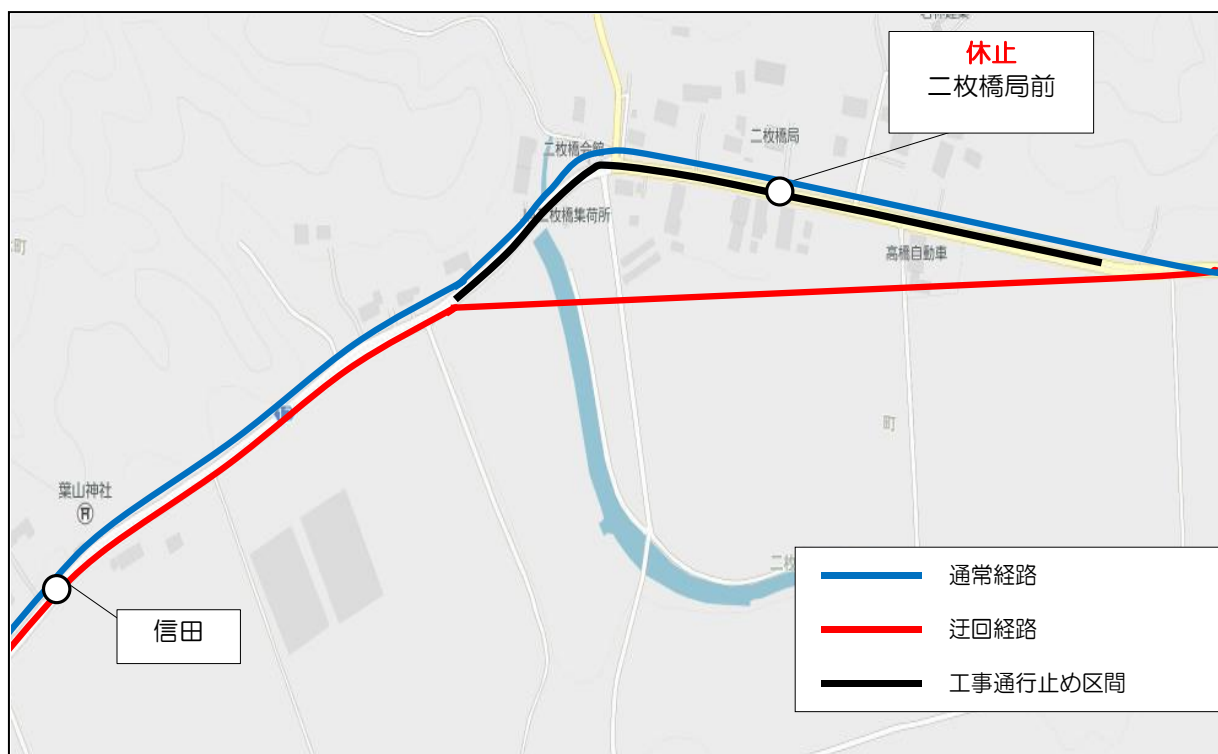 休止
二枚橋局前
二枚橋局
二枚橋会館
二枚橋集荷所
高橋自動車
町
町
葉山神社
信田
通常経路
迂回経路
工事通行止め区間